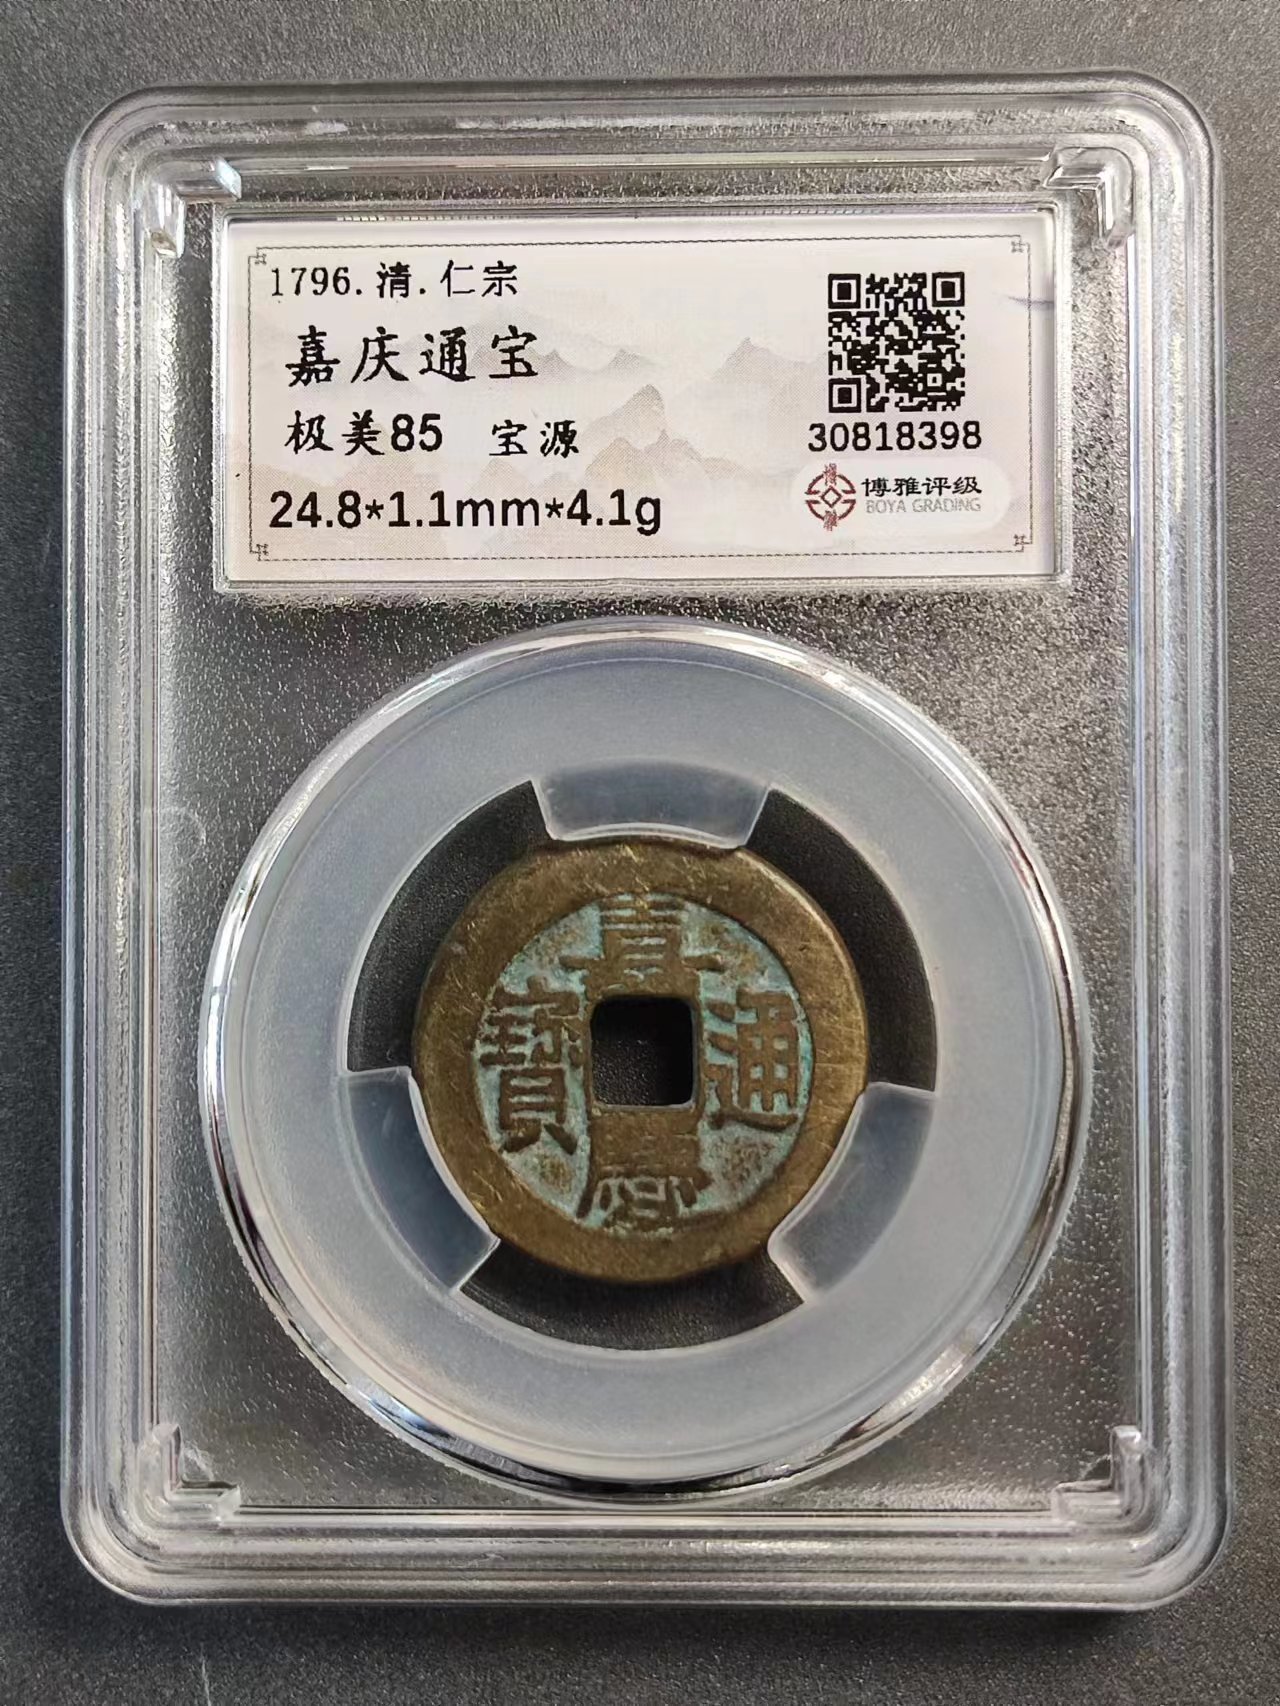 1796.清.仁宗
嘉庆通宝
极美85 宝源
24.8*1.1mm*4.1g
30818398
博雅评级
BOYA GRADING
嘉慶通寶